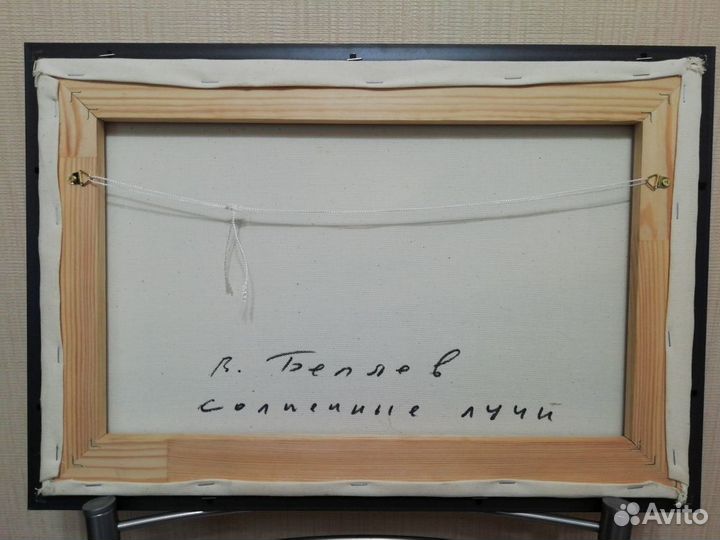 в. Беляев
солнечные лучи
Avito